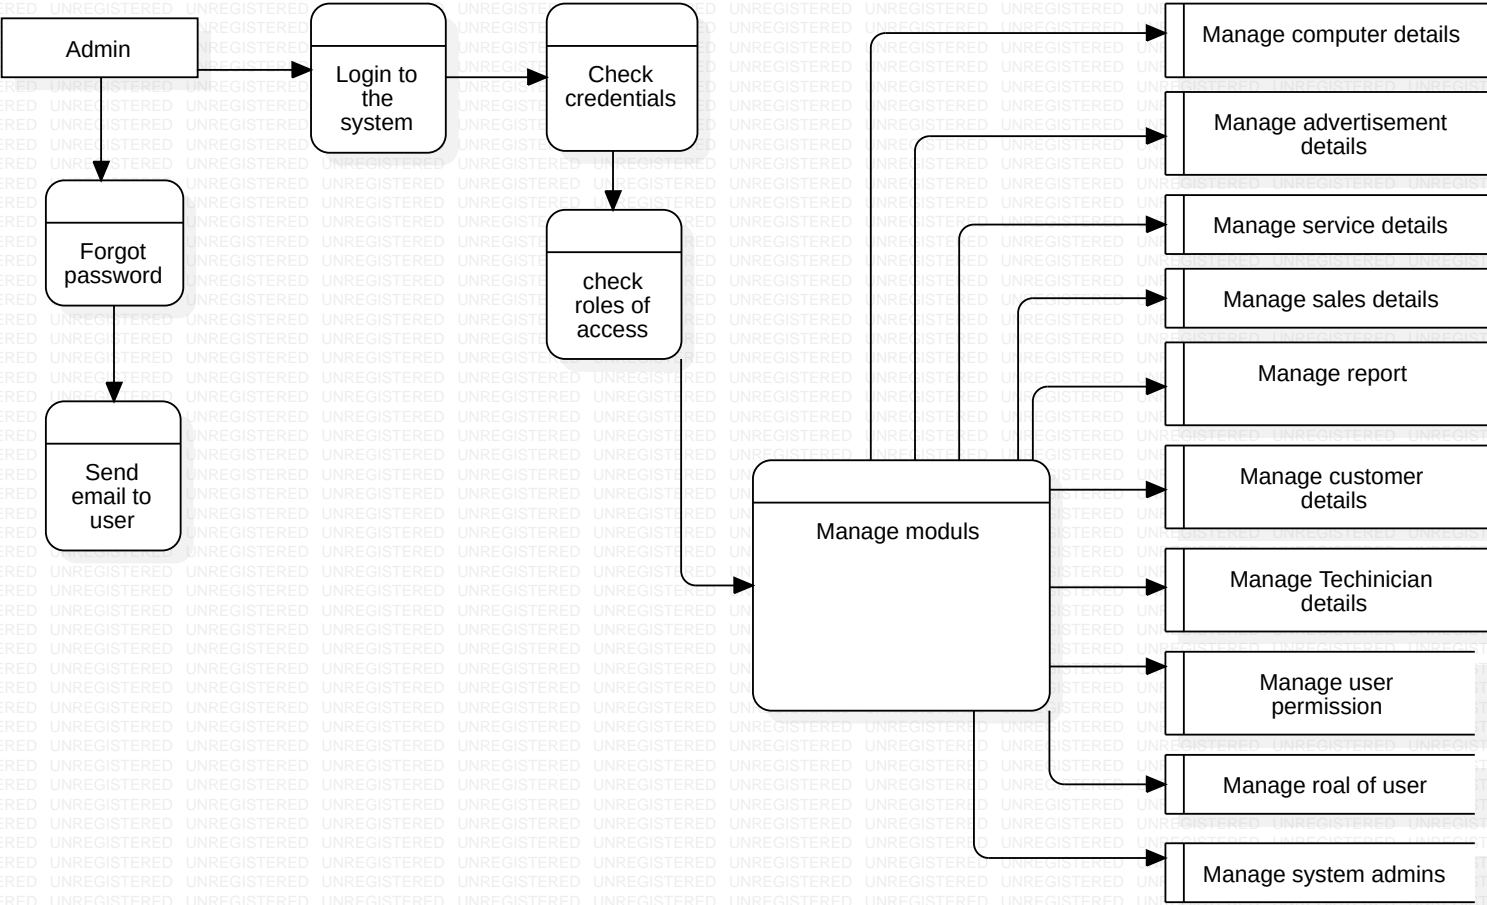 Admin
Login to
the
system
Check
credentials
Forgot
password
check
roles of
access
Send
email to
user
Manage moduls
Manage computer details
Manage advertisement
details
Manage service details
Manage sales details
Manage report
Manage customer
details
Manage Techinician
details
Manage user
permission
Manage roal of user
Manage system admins
UNREGISTERED